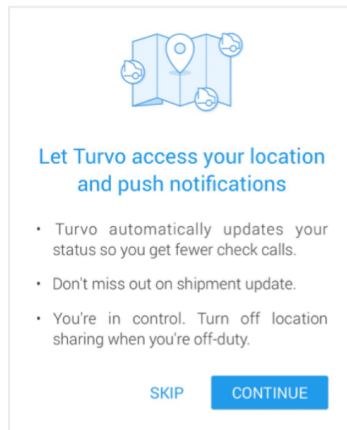 Let Turvo access your location
and push notifications
• Turvo automatically updates your
status so you get fewer check calls.
• Don't miss out on shipment update.
• You're in control. Turn off location
sharing when you're off-duty.
SKIP CONTINUE